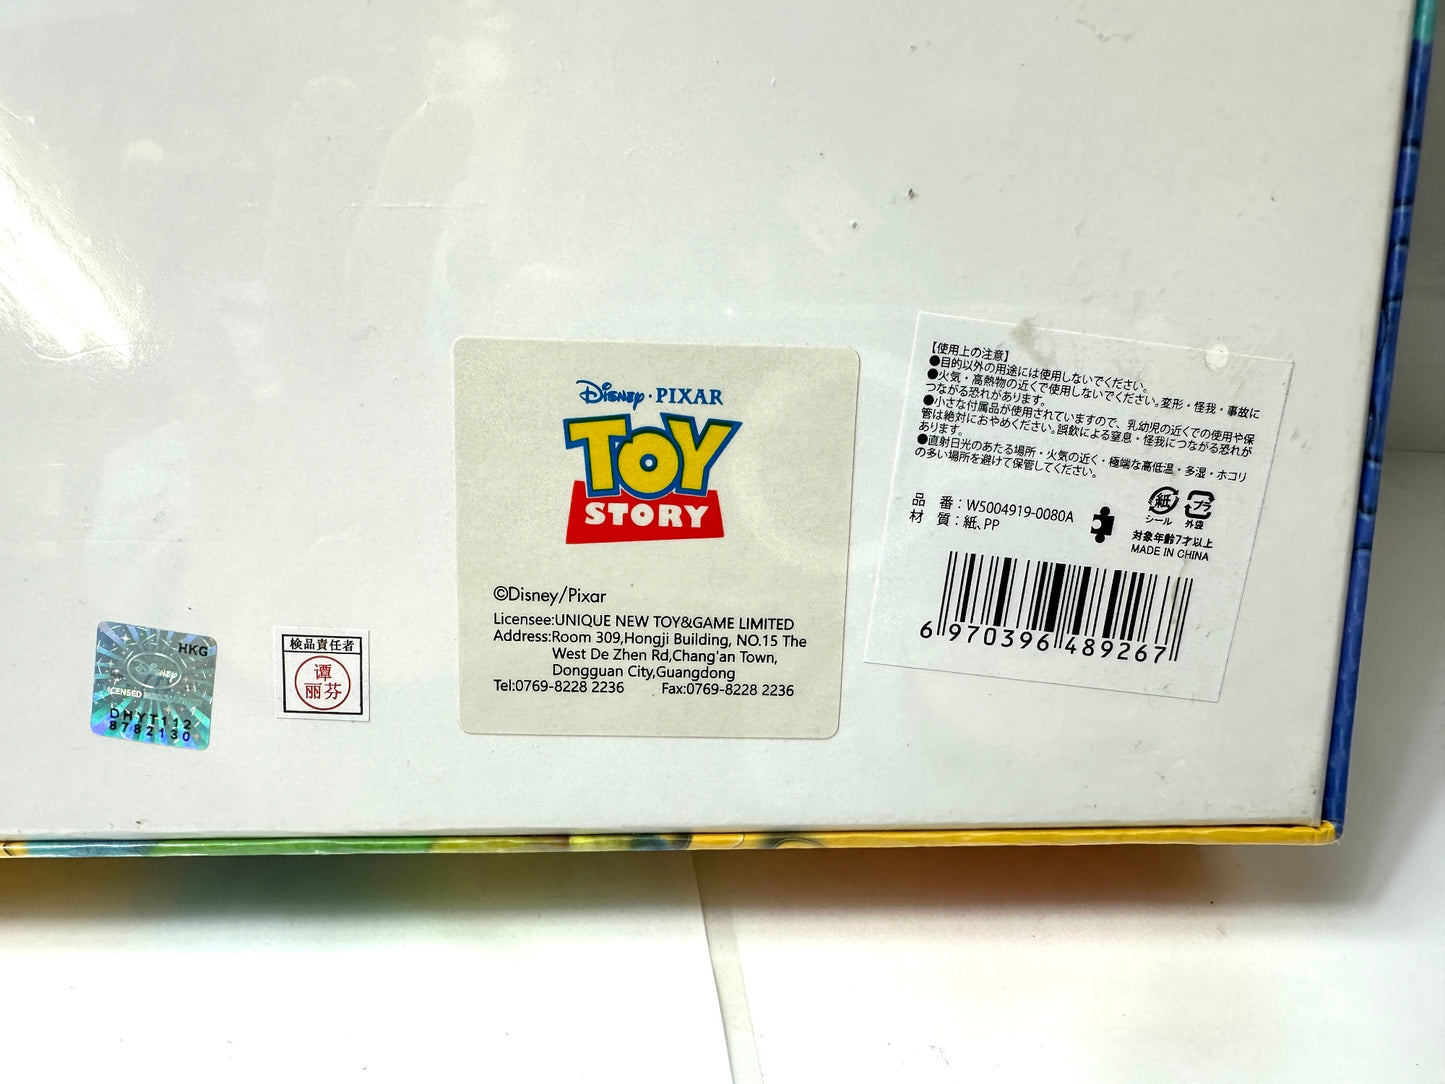 HKG
Disney
DHYT112
8782130
検品責任者
谭
丽芬
Disney·PIXAR
TOY
STORY
©Disney/Pixar
Licensee:UNIQUE NEW TOY&GAME LIMITED
Address:Room 309,Hongji Building, NO.15 The
West De Zhen Rd,Chang'an Town,
Dongguan City,Guangdong
Tel:0769-8228 2236 Fax:0769-8228 2236
【使用上の注意】
●目的以外の用途には使用しないでください。
●火気・高熱物の近くで使用しないでください。変形・怪我・事故に
つながる恐れがあります。
●小さな付属品が使用されていますので、乳幼児の近くでの使用や保
管は絶対におやめください。誤飲による窒息・怪我につながる恐れが
あります。
●直射日光のあたる場所・火気の近く・極端な高低温・多湿・ホコリ
の多い場所を避けて保管してください。
品 番：W5004919-0080A
材 質：紙、PP
紙 プラ
シール 外袋
対象年齢7才以上
MADE IN CHINA
6 970396 489267